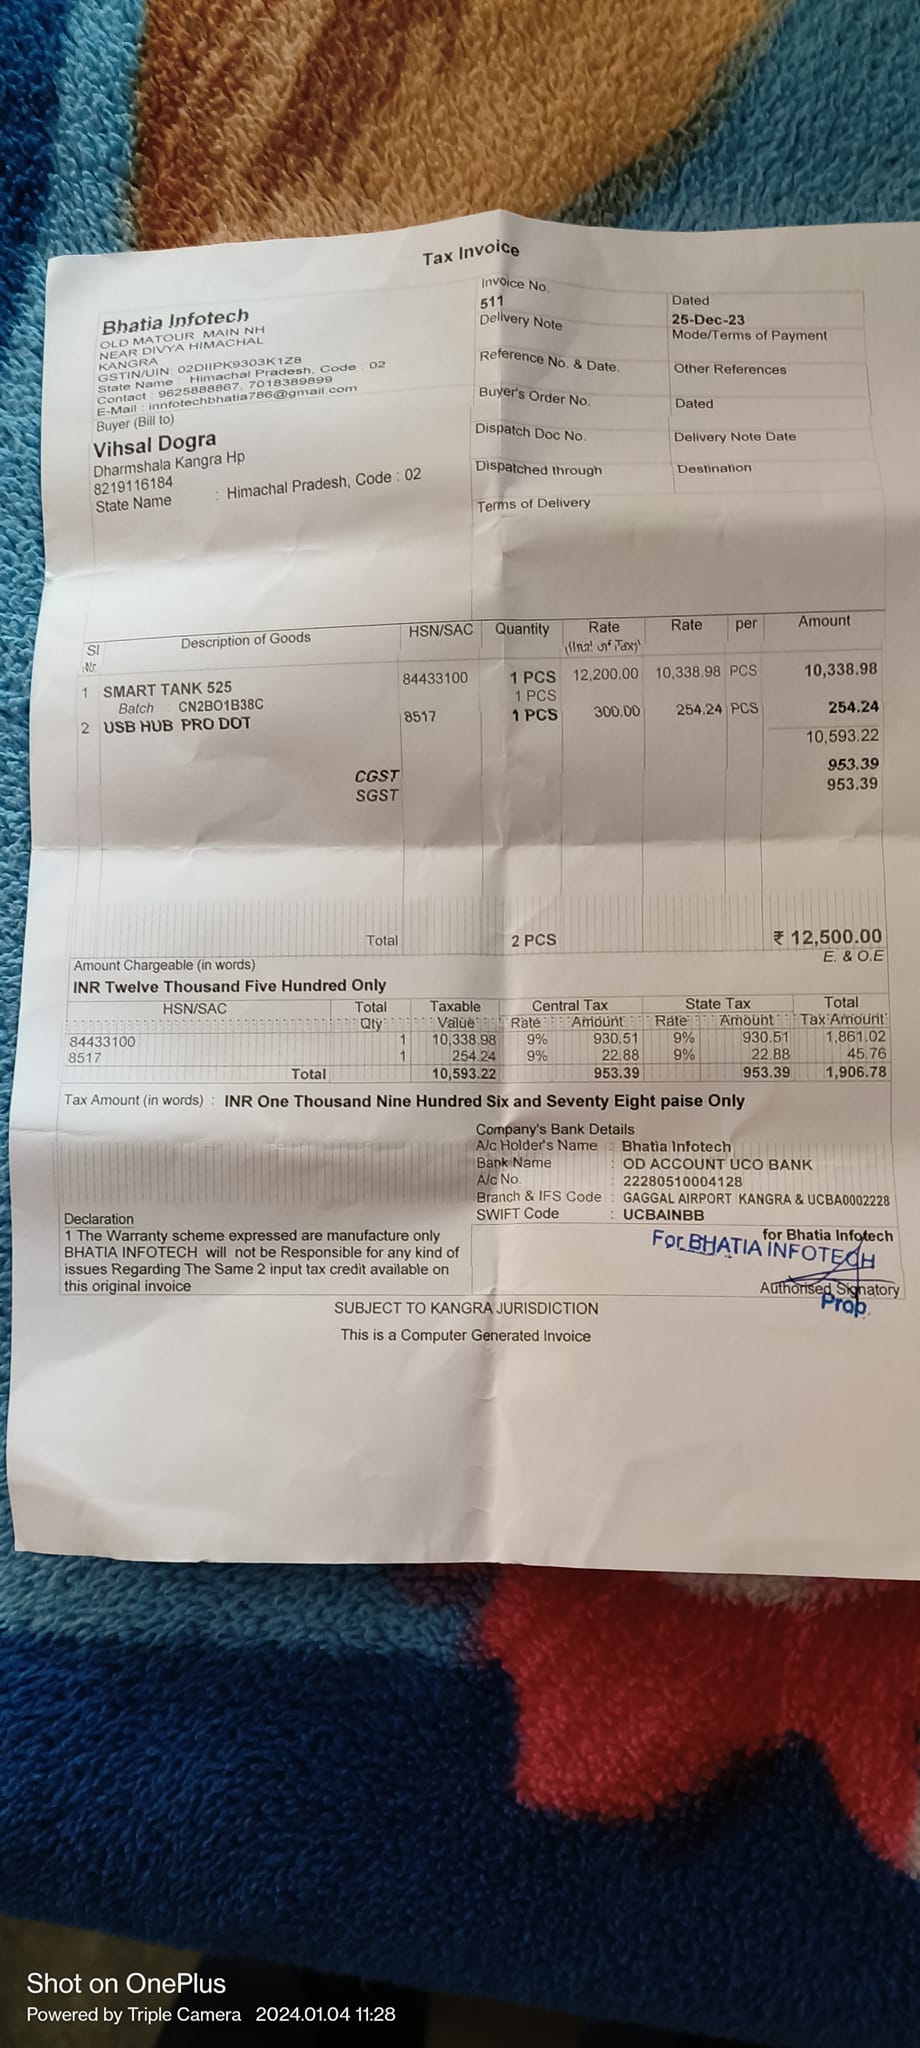 Tax Invoice
Bhatia Infotech
OLD MATOUR MAIN NH
NEAR DIVYA HIMACHAL
KANGRA
GSTIN/UIN: 02DIIPK9303K1Z8
State Name : Himachal Pradesh, Code : 02
Contact : 9625888867, 7018389899
E-Mail : innfotechbhatia786@gmail.com
Buyer (Bill to)
Vihsal Dogra
Dharmshala Kangra Hp
8219116184
State Name : Himachal Pradesh, Code : 02
Invoice No.
511
Dated
25-Dec-23
Delivery Note
Mode/Terms of Payment
Reference No. & Date.
Other References
Buyer's Order No.
Dated
Dispatch Doc No.
Delivery Note Date
Dispatched through
Destination
Terms of Delivery
Sl Nr. Description of Goods HSN/SAC Quantity Rate (Incl. of Tax) Rate per Amount
1 SMART TANK 525 84433100 1 PCS 12,200.00 10,338.98 PCS 10,338.98
Batch : CN2BO1B38C 1 PCS
2 USB HUB PRO DOT 8517 1 PCS 300.00 254.24 PCS 254.24
10,593.22
CGST 953.39
SGST 953.39
Total 2 PCS ₹ 12,500.00
Amount Chargeable (in words) E. & O.E
INR Twelve Thousand Five Hundred Only
HSN/SAC Total Qty Taxable Value Central Tax State Tax Total Tax Amount
Rate Amount Rate Amount
84433100 1 10,338.98 9% 930.51 9% 930.51 1,861.02
8517 1 254.24 9% 22.88 9% 22.88 45.76
Total 10,593.22 953.39 953.39 1,906.78
Tax Amount (in words) : INR One Thousand Nine Hundred Six and Seventy Eight paise Only
Company's Bank Details
A/c Holder's Name : Bhatia Infotech
Bank Name : OD ACCOUNT UCO BANK
A/c No. : 22280510004128
Branch & IFS Code : GAGGAL AIRPORT KANGRA & UCBA0002228
SWIFT Code : UCBAINBB
Declaration
1 The Warranty scheme expressed are manufacture only
BHATIA INFOTECH will not be Responsible for any kind of
issues Regarding The Same 2 input tax credit available on
this original invoice
for Bhatia Infotech
For BHATIA INFOTECH
Authorised Signatory
Prop.
SUBJECT TO KANGRA JURISDICTION
This is a Computer Generated Invoice
Shot on OnePlus
Powered by Triple Camera 2024.01.04 11:28